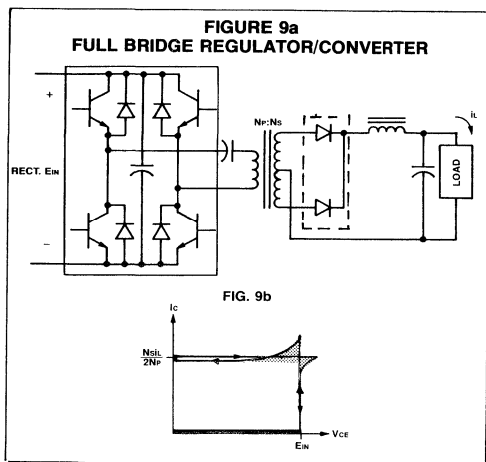 FIGURE 9a
FULL BRIDGE REGULATOR/CONVERTER
+
NP:NS
iL
RECT. EIN
LOAD
−
FIG. 9b
IC
NSiL
2NP
VCE
EIN